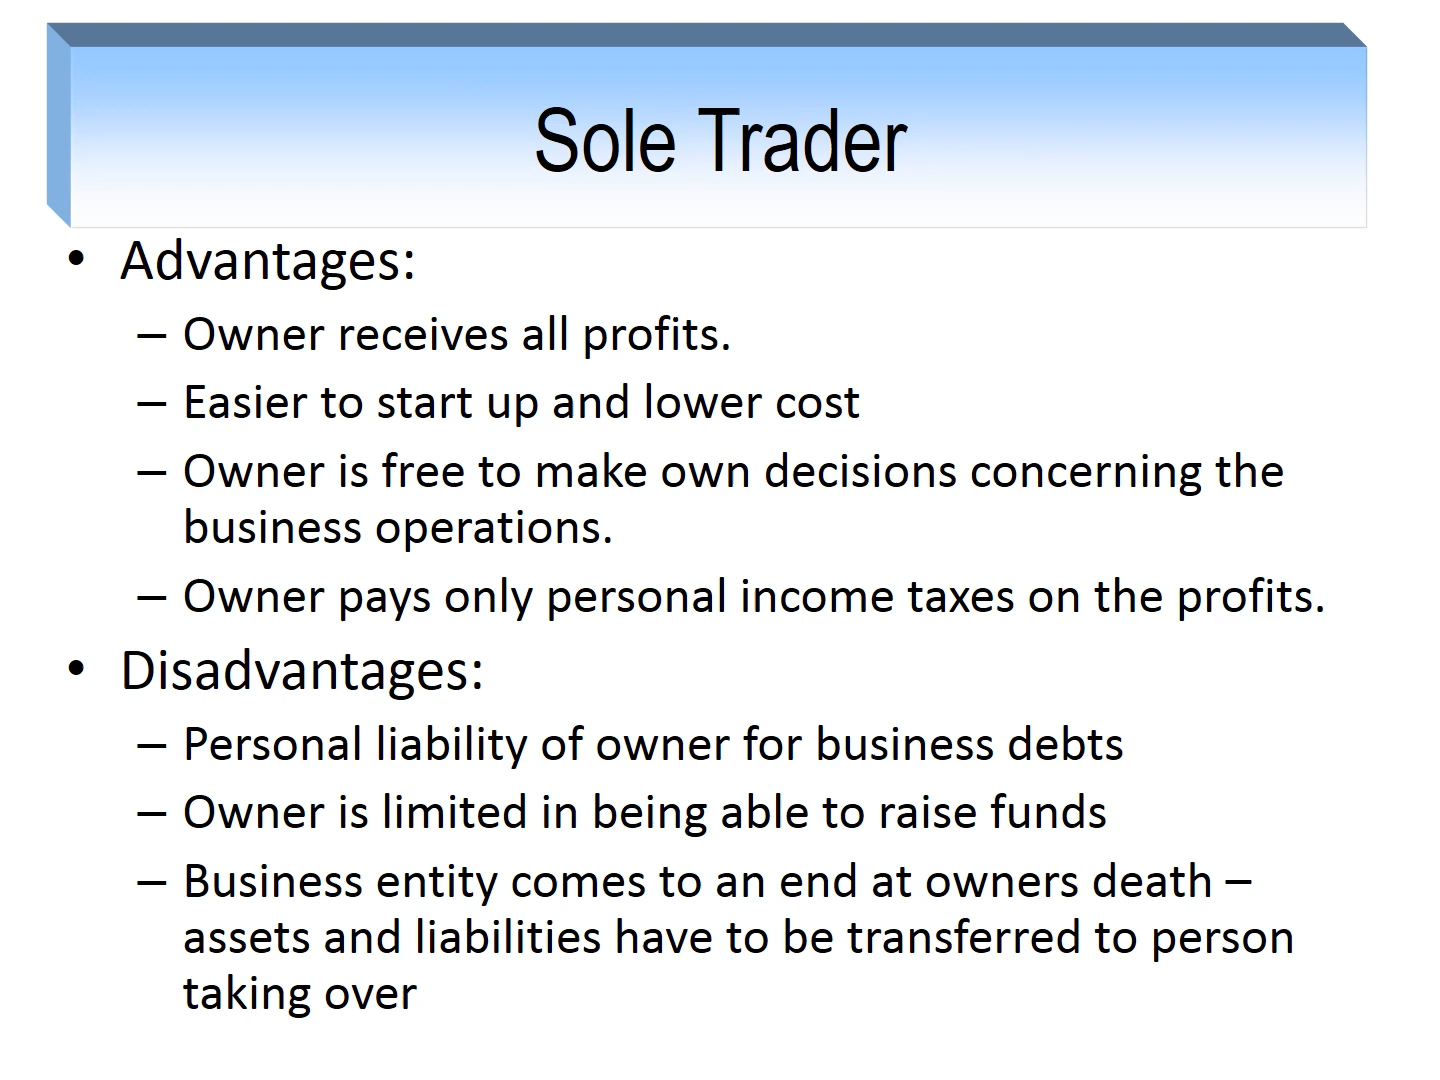 Sole Trader
• Advantages:
– Owner receives all profits.
– Easier to start up and lower cost
– Owner is free to make own decisions concerning the
business operations.
– Owner pays only personal income taxes on the profits.
• Disadvantages:
– Personal liability of owner for business debts
– Owner is limited in being able to raise funds
– Business entity comes to an end at owners death –
assets and liabilities have to be transferred to person
taking over